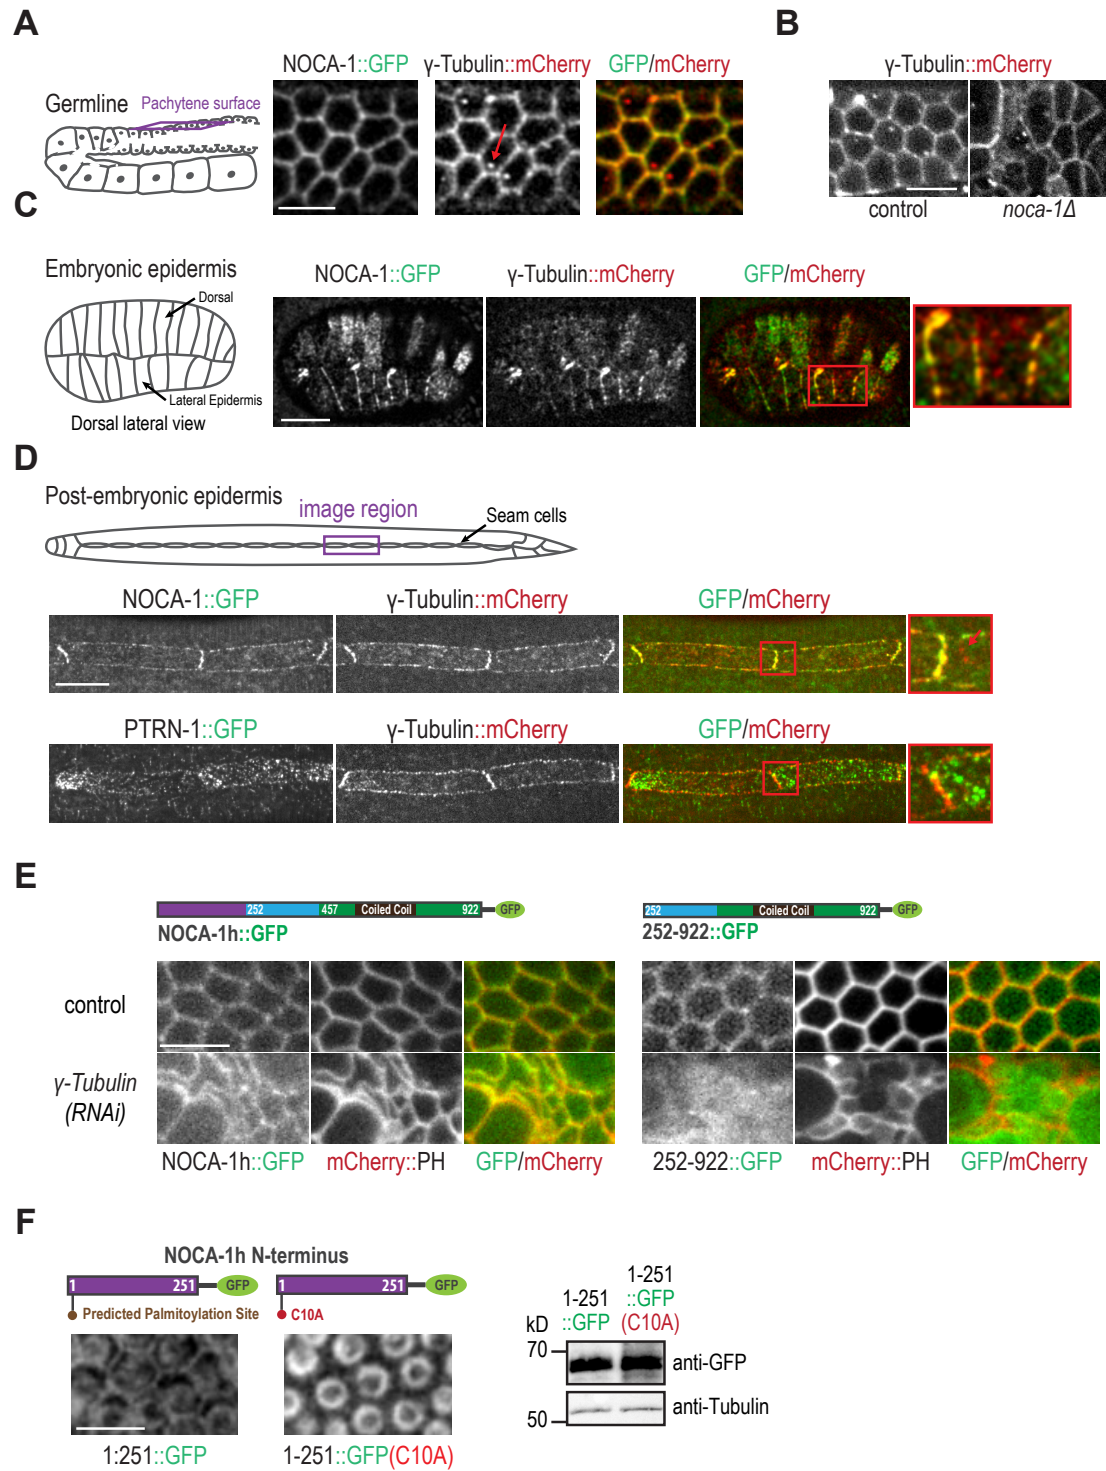 A
B
NOCA-1::GFP γ-Tubulin::mCherry GFP/mCherry
γ-Tubulin::mCherry
Germline
Pachytene surface
control noca-1Δ
C
Embryonic epidermis
NOCA-1::GFP γ-Tubulin::mCherry GFP/mCherry
Dorsal
Lateral Epidermis
Dorsal lateral view
D
Post-embryonic epidermis
image region
Seam cells
NOCA-1::GFP γ-Tubulin::mCherry GFP/mCherry
PTRN-1::GFP γ-Tubulin::mCherry GFP/mCherry
E
252 457 Coiled Coil 922 GFP
NOCA-1h::GFP
252 Coiled Coil 922 GFP
252-922::GFP
control
γ-Tubulin
(RNAi)
NOCA-1h::GFP mCherry::PH GFP/mCherry
252-922::GFP mCherry::PH GFP/mCherry
F
NOCA-1h N-terminus
1 251 GFP
Predicted Palmitoylation Site
1 251 GFP
C10A
1:251::GFP
1-251::GFP(C10A)
1-251
::GFP
1-251
::GFP
(C10A)
kD
70
50
anti-GFP
anti-Tubulin